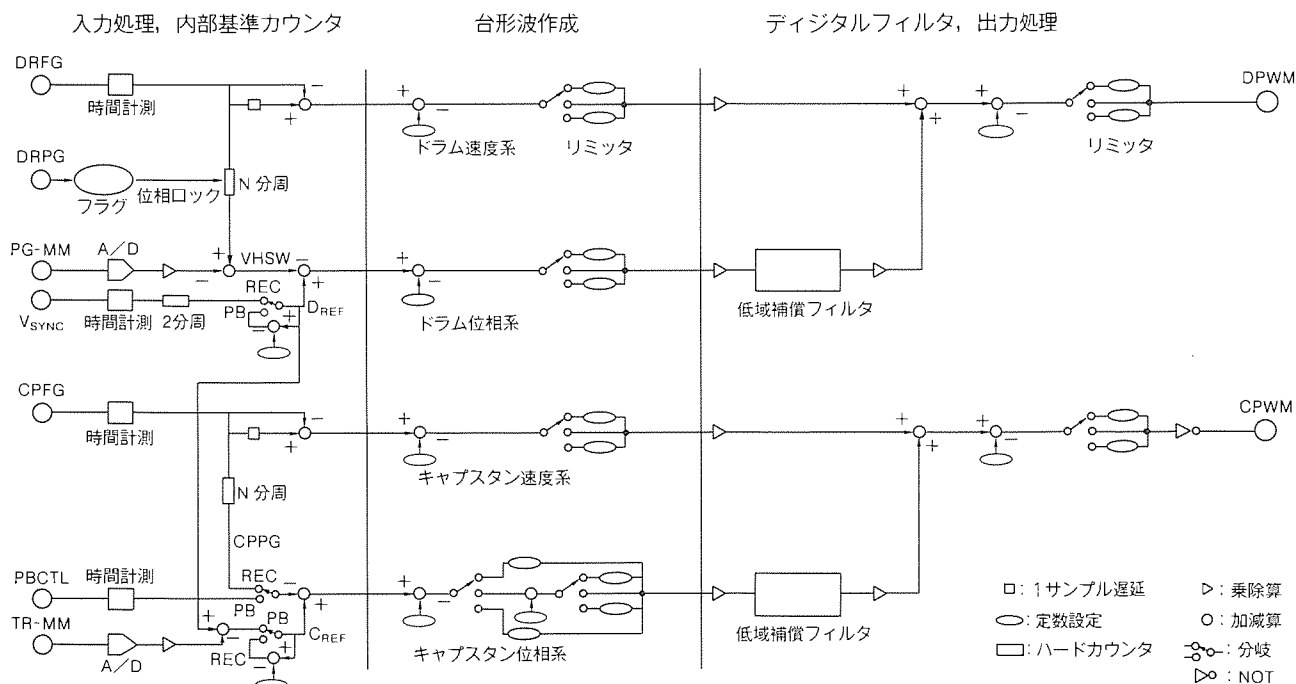 入力処理, 内部基準カウンタ
台形波作成
ディジタルフィルタ, 出力処理
DRFG
時間計測
−
+
+
−
ドラム速度系
リミッタ
+
+
+
−
リミッタ
DPWM
DRPG
フラグ
位相ロック
N 分周
PG-MM
A/D
+
−
VHSW
−
+
+
−
ドラム位相系
低域補償フィルタ
VSYNC
時間計測
2分周
REC
PB
DREF
+
−
CPFG
時間計測
−
+
+
−
キャプスタン速度系
+
+
+
−
CPWM
N 分周
CPPG
PBCTL
時間計測
REC
PB
−
+
+
−
キャプスタン位相系
低域補償フィルタ
TR-MM
A/D
+
−
PB
REC
CREF
+
−
□: 1サンプル遅延
▷: 乗除算
: 定数設定
○: 加減算
: ハードカウンタ
: 分岐
: NOT